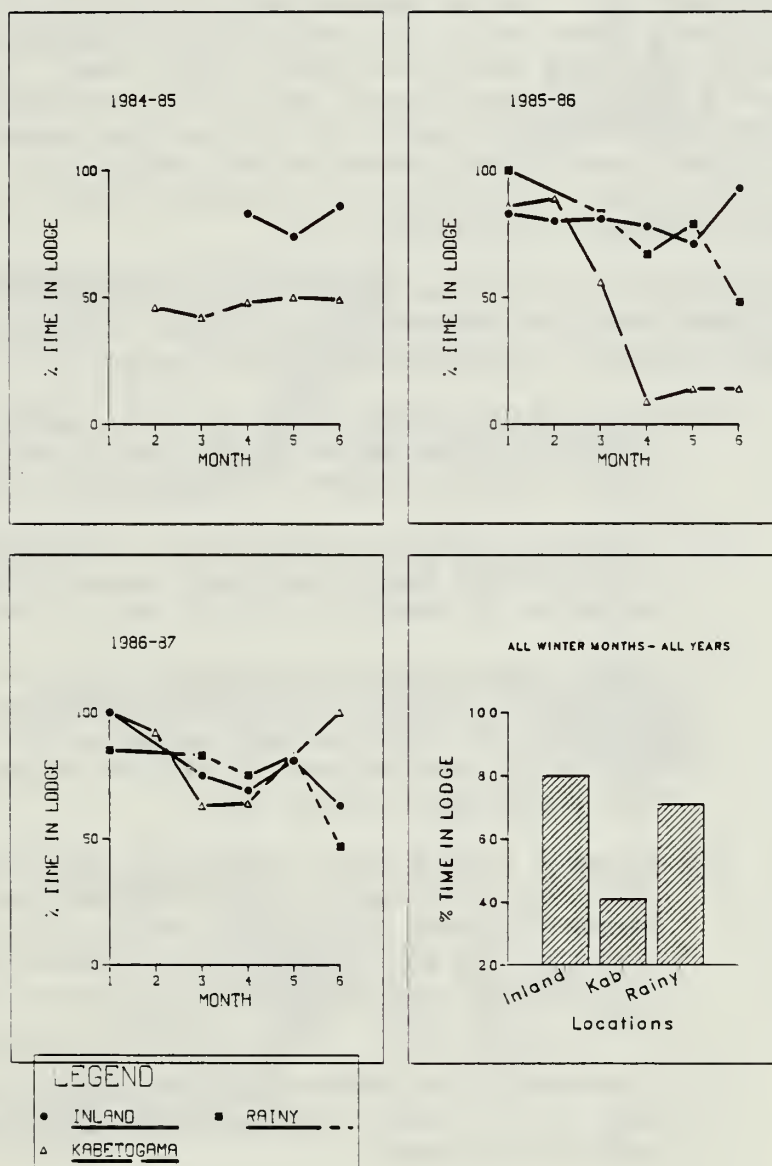 1984-85
100
50
0
% TIME IN LODGE
1 2 3 4 5 6
MONTH
1985-86
100
50
0
% TIME IN LODGE
1 2 3 4 5 6
MONTH
1986-87
100
50
0
% TIME IN LODGE
1 2 3 4 5 6
MONTH
ALL WINTER MONTHS - ALL YEARS
100
80
60
40
20
% TIME IN LODGE
Inland Kab Rainy
Locations
LEGEND
INLAND RAINY
KABETOGAMA